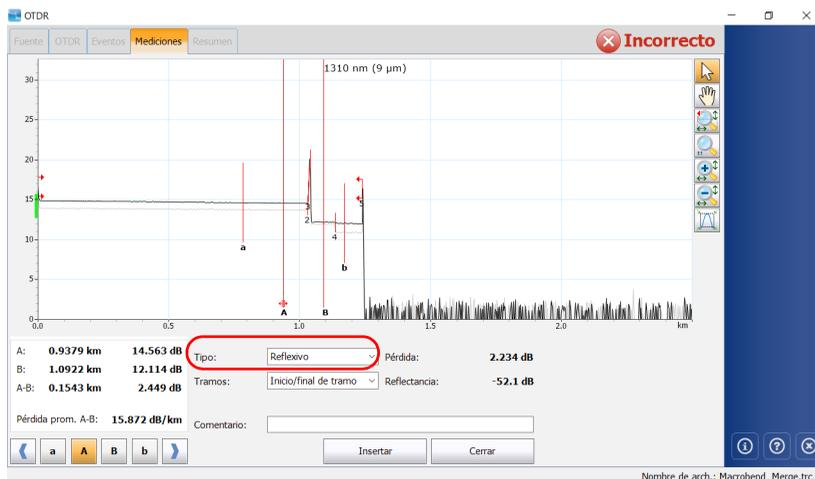 OTDR
Fuente OTDR Eventos Mediciones Resumen Incorrecto
1310 nm (9 µm)
30
25
20
15
10
5
0
2 3 4 5
a A B b
0.0 0.5 1.0 1.5 2.0 km
A: 0.9379 km 14.563 dB
B: 1.0922 km 12.114 dB
A-B: 0.1543 km 2.449 dB
Pérdida prom. A-B: 15.872 dB/km
Tipo: Reflexivo Pérdida: 2.234 dB
Tramos: Inicio/final de tramo Reflectancia: -52.1 dB
Comentario:
a A B b Insertar Cerrar
Nombre de arch.: Macrobend_Merge.trc